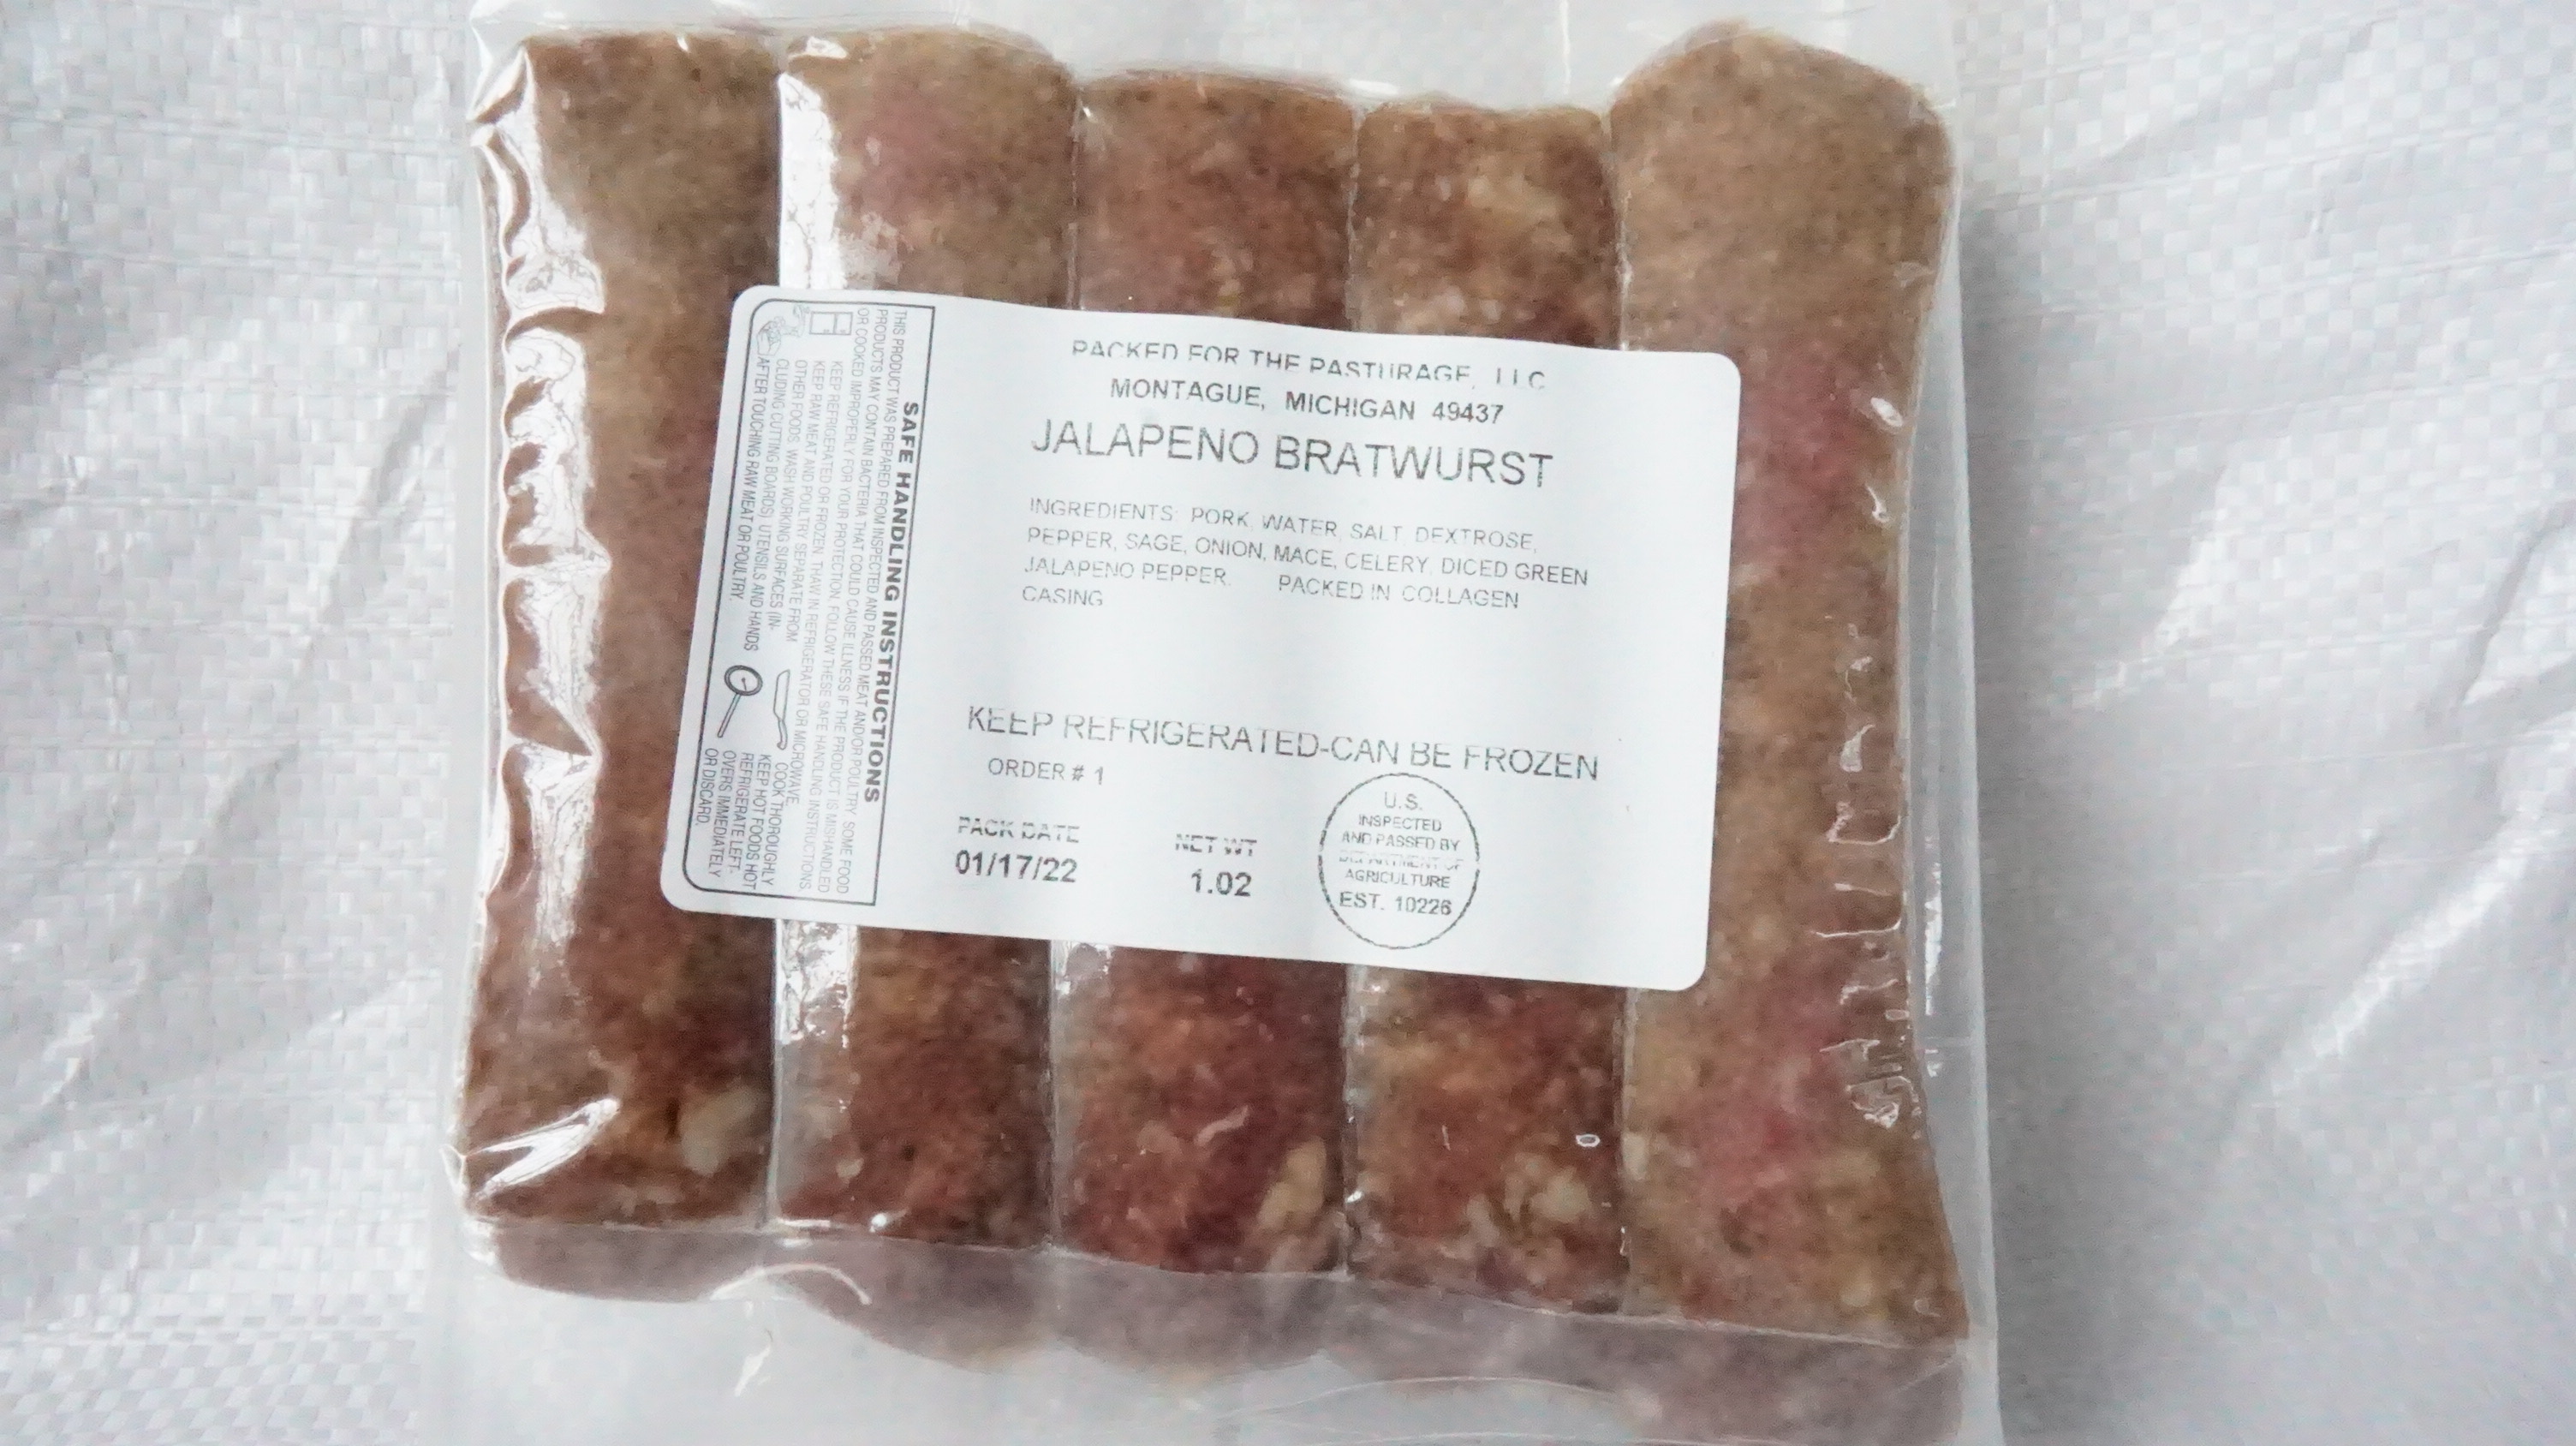 PACKED FOR THE PASTURAGE, LLC
MONTAGUE, MICHIGAN 49437
JALAPENO BRATWURST
INGREDIENTS: PORK, WATER, SALT, DEXTROSE,
PEPPER, SAGE, ONION, MACE, CELERY, DICED GREEN
JALAPENO PEPPER. PACKED IN COLLAGEN
CASING
KEEP REFRIGERATED-CAN BE FROZEN
ORDER # 1
PACK DATE
01/17/22
NET WT
1.02
U.S.
INSPECTED
AND PASSED BY
DEPARTMENT OF
AGRICULTURE
EST. 10226
SAFE HANDLING INSTRUCTIONS
THIS PRODUCT WAS PREPARED FROM INSPECTED AND PASSED MEAT AND/OR POULTRY. SOME FOOD
PRODUCTS MAY CONTAIN BACTERIA THAT COULD CAUSE ILLNESS IF THE PRODUCT IS MISHANDLED
OR COOKED IMPROPERLY. FOR YOUR PROTECTION, FOLLOW THESE SAFE HANDLING INSTRUCTIONS.
KEEP REFRIGERATED OR FROZEN. THAW IN REFRIGERATOR OR MICROWAVE.
KEEP RAW MEAT AND POULTRY SEPARATE FROM
OTHER FOODS. WASH WORKING SURFACES (IN-
CLUDING CUTTING BOARDS), UTENSILS AND HANDS
AFTER TOUCHING RAW MEAT OR POULTRY.
COOK THOROUGHLY
KEEP HOT FOODS HOT
REFRIGERATE LEFT-
OVERS IMMEDIATELY
OR DISCARD.